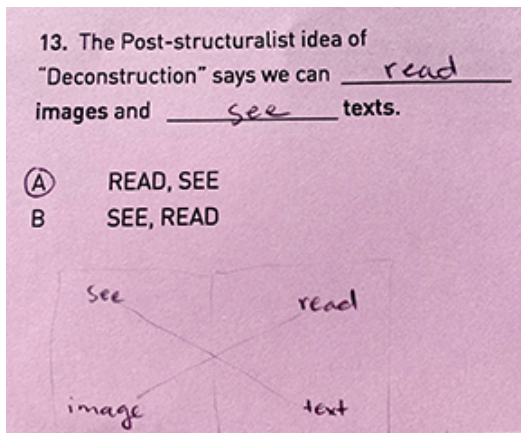 13. The Post-structuralist idea of
“Deconstruction” says we can read
images and see texts.
A READ, SEE
B SEE, READ
see read
image text